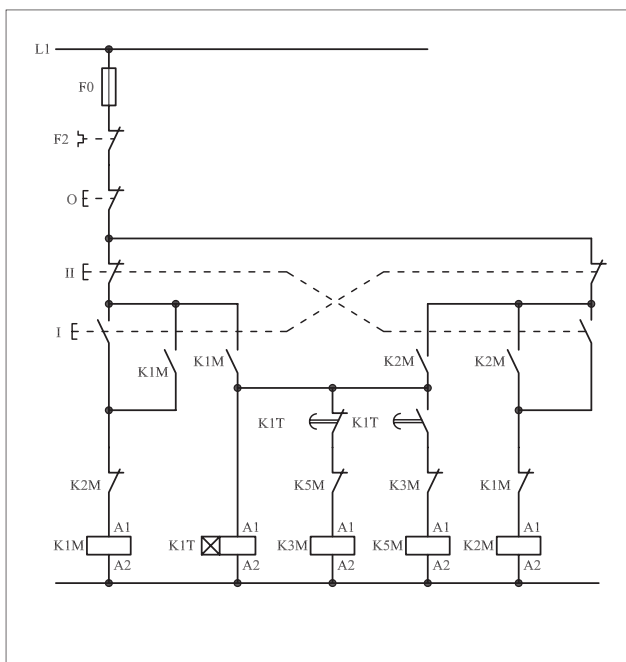 L1
F0
F2
O
II
I
K1M K1M K2M K2M
K1T K1T
K2M K5M K3M K1M
A1 A1 A1 A1 A1
K1M K1T K3M K5M K2M
A2 A2 A2 A2 A2